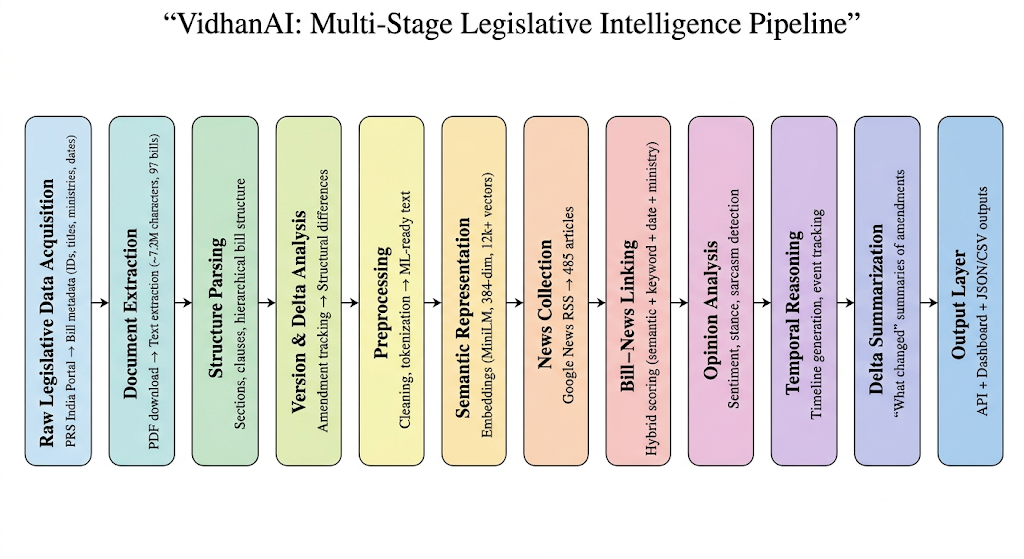 “VidhanAI: Multi-Stage Legislative Intelligence Pipeline”
Raw Legislative Data Acquisition
PRS India Portal → Bill metadata (IDs, titles, ministries, dates)
Document Extraction
PDF download → Text extraction (~7.2M characters, 97 bills)
Structure Parsing
Sections, clauses, hierarchical bill structure
Version & Delta Analysis
Amendment tracking → Structural differences
Preprocessing
Cleaning, tokenization → ML-ready text
Semantic Representation
Embeddings (MiniLM, 384-dim, 12k+ vectors)
News Collection
Google News RSS → 485 articles
Bill–News Linking
Hybrid scoring (semantic + keyword + date + ministry)
Opinion Analysis
Sentiment, stance, sarcasm detection
Temporal Reasoning
Timeline generation, event tracking
Delta Summarization
“What changed” summaries of amendments
Output Layer
API + Dashboard + JSON/CSV outputs